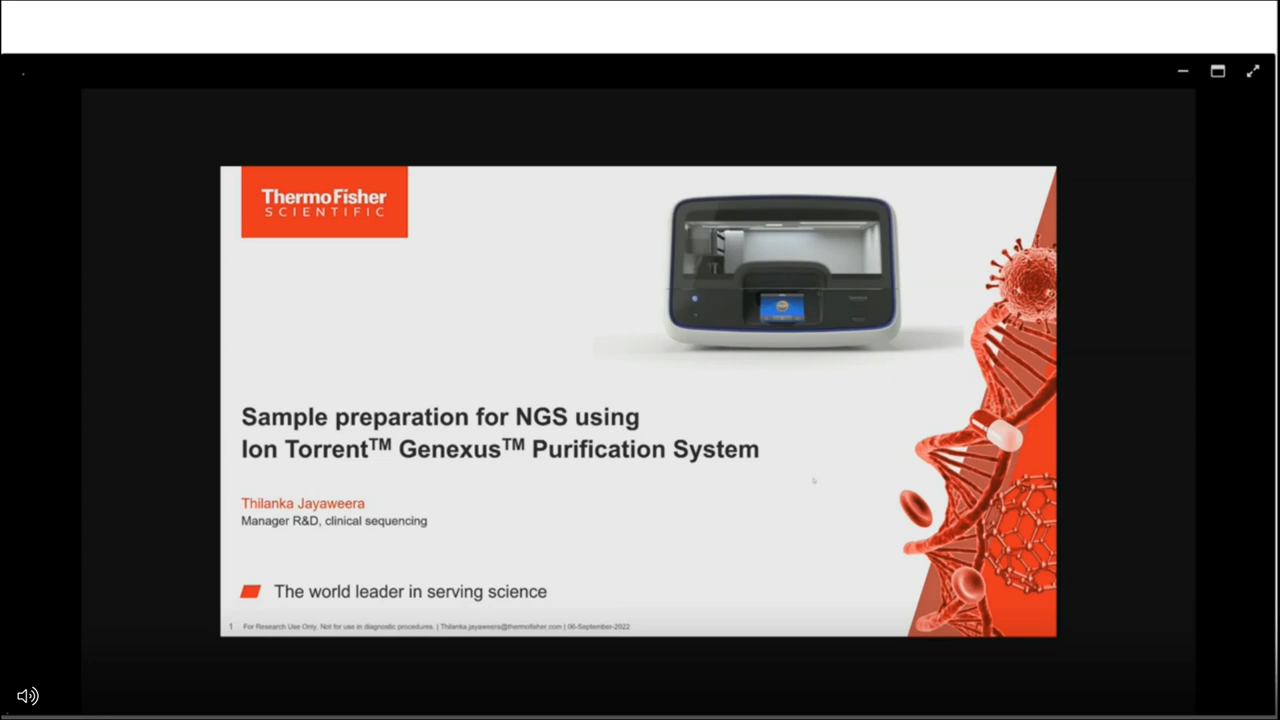 ThermoFisher
SCIENTIFIC
Sample preparation for NGS using
Ion Torrent™ Genexus™ Purification System
Thilanka Jayaweera
Manager R&D, clinical sequencing
The world leader in serving science
1 For Research Use Only. Not for use in diagnostic procedures. | Thilanka.jayaweera@thermofisher.com | 06-September-2022